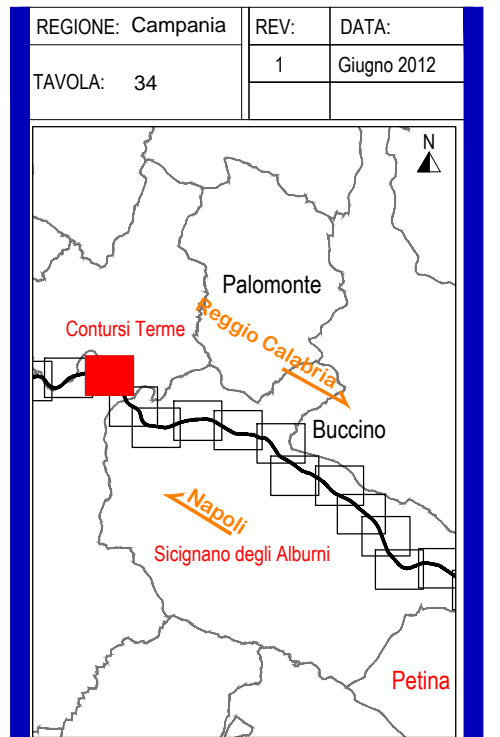 REGIONE: Campania
REV:
DATA:
TAVOLA: 34
1
Giugno 2012
N
Palomonte
Reggio Calabria
Contursi Terme
Buccino
Napoli
Sicignano degli Alburni
Petina